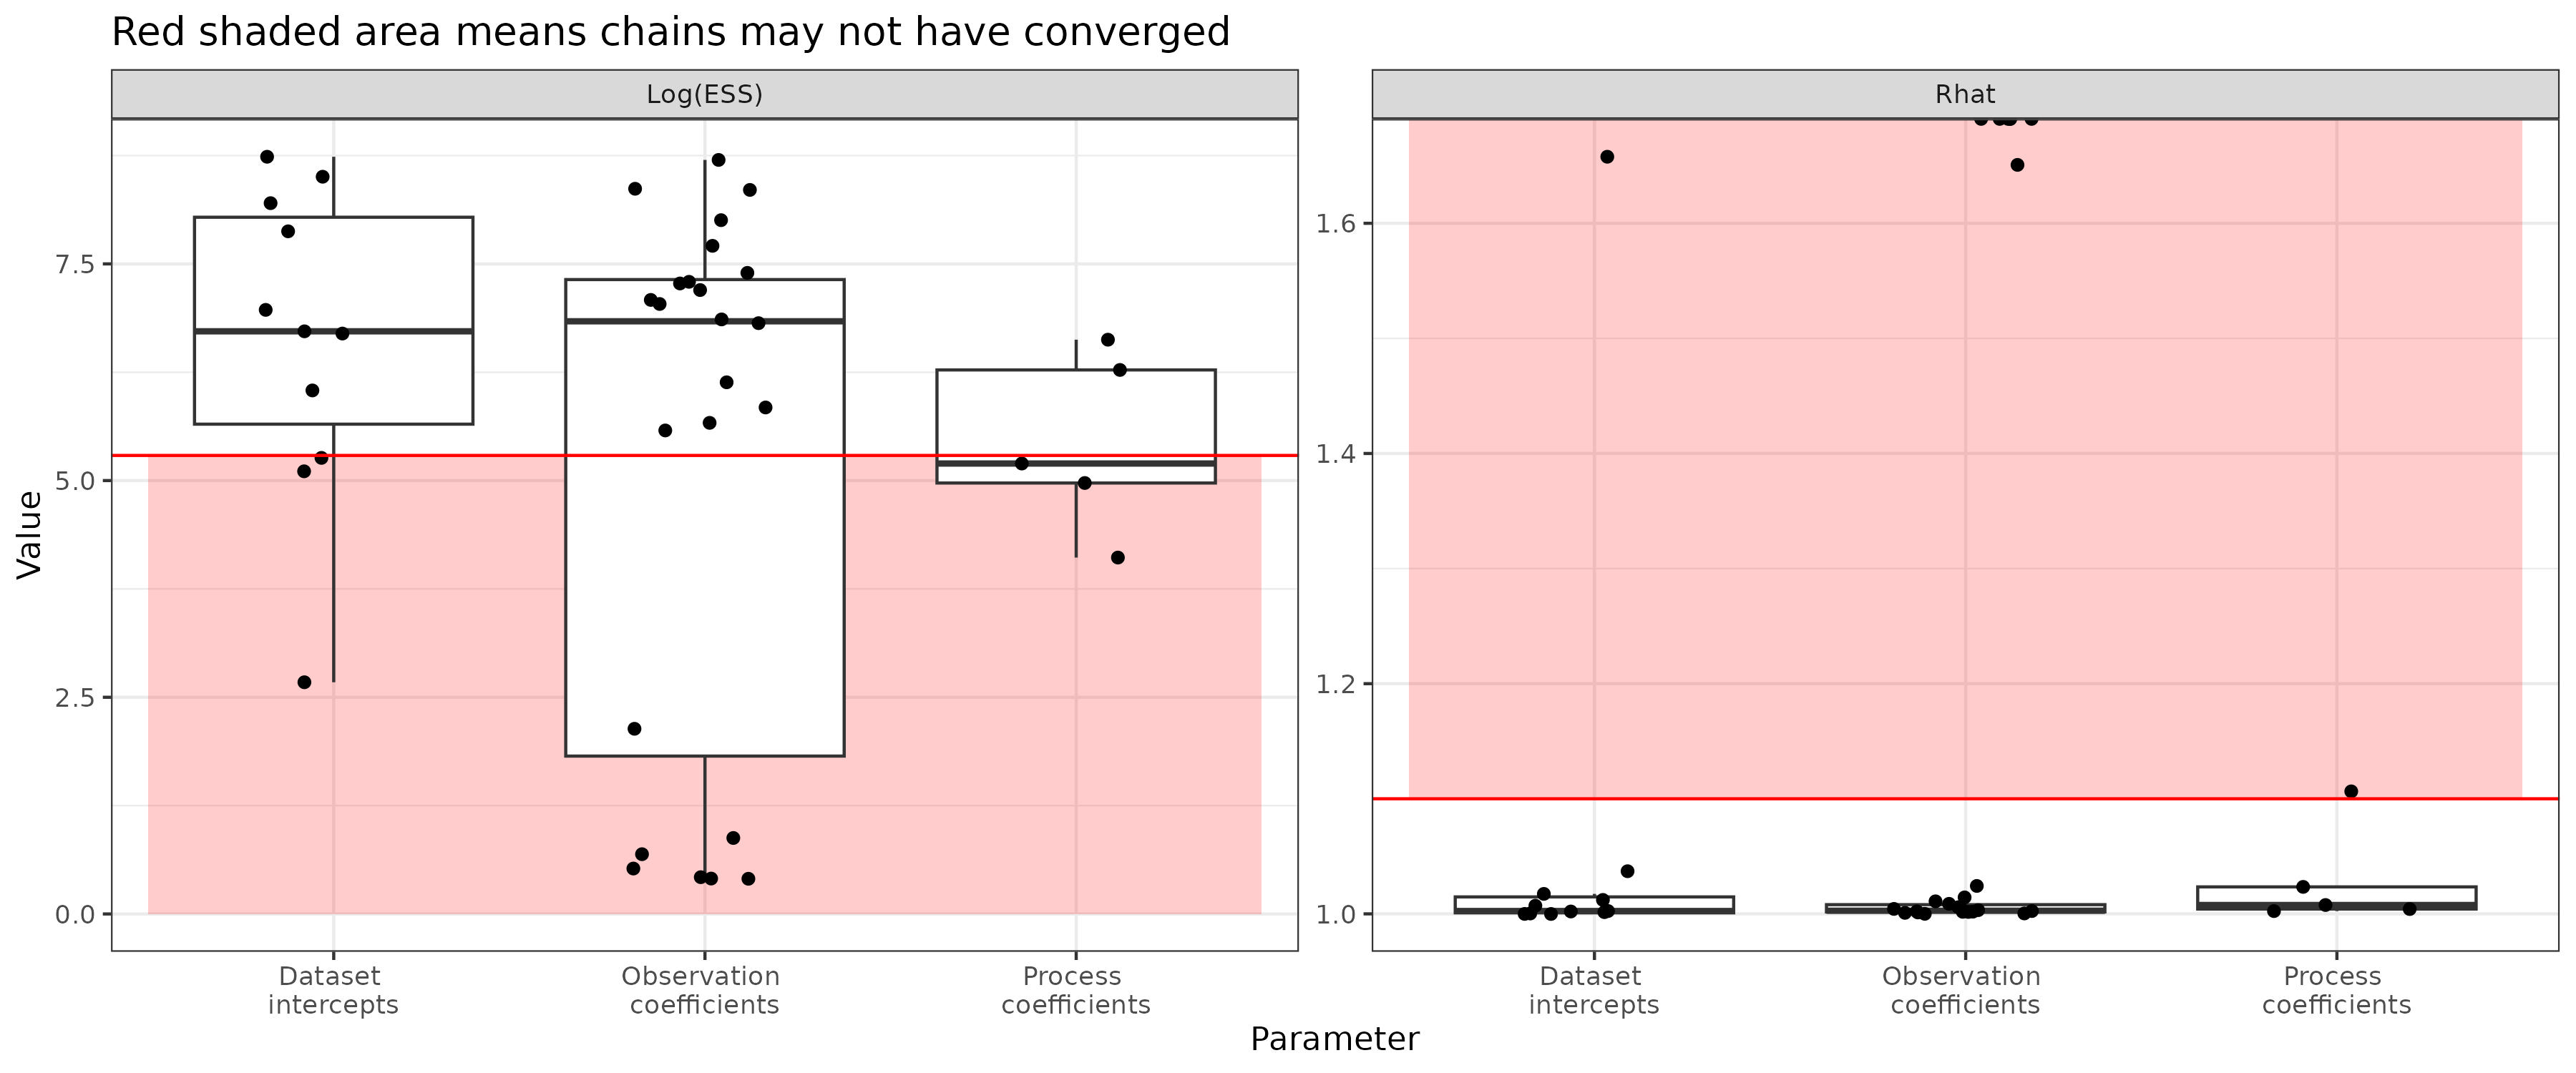 Red shaded area means chains may not have converged
Log(ESS)
Rhat
Value
7.5
5.0
2.5
0.0
1.6
1.4
1.2
1.0
Dataset
intercepts
Observation
coefficients
Process
coefficients
Dataset
intercepts
Observation
coefficients
Process
coefficients
Parameter